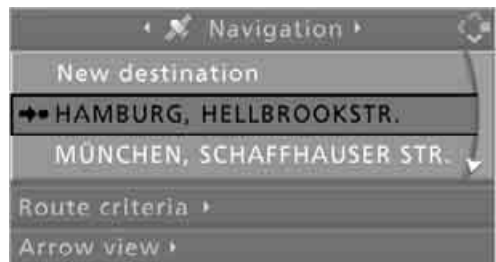 Navigation
New destination
HAMBURG, HELLBROOKSTR.
MÜNCHEN, SCHAFFHAUSER STR.
Route criteria
Arrow view